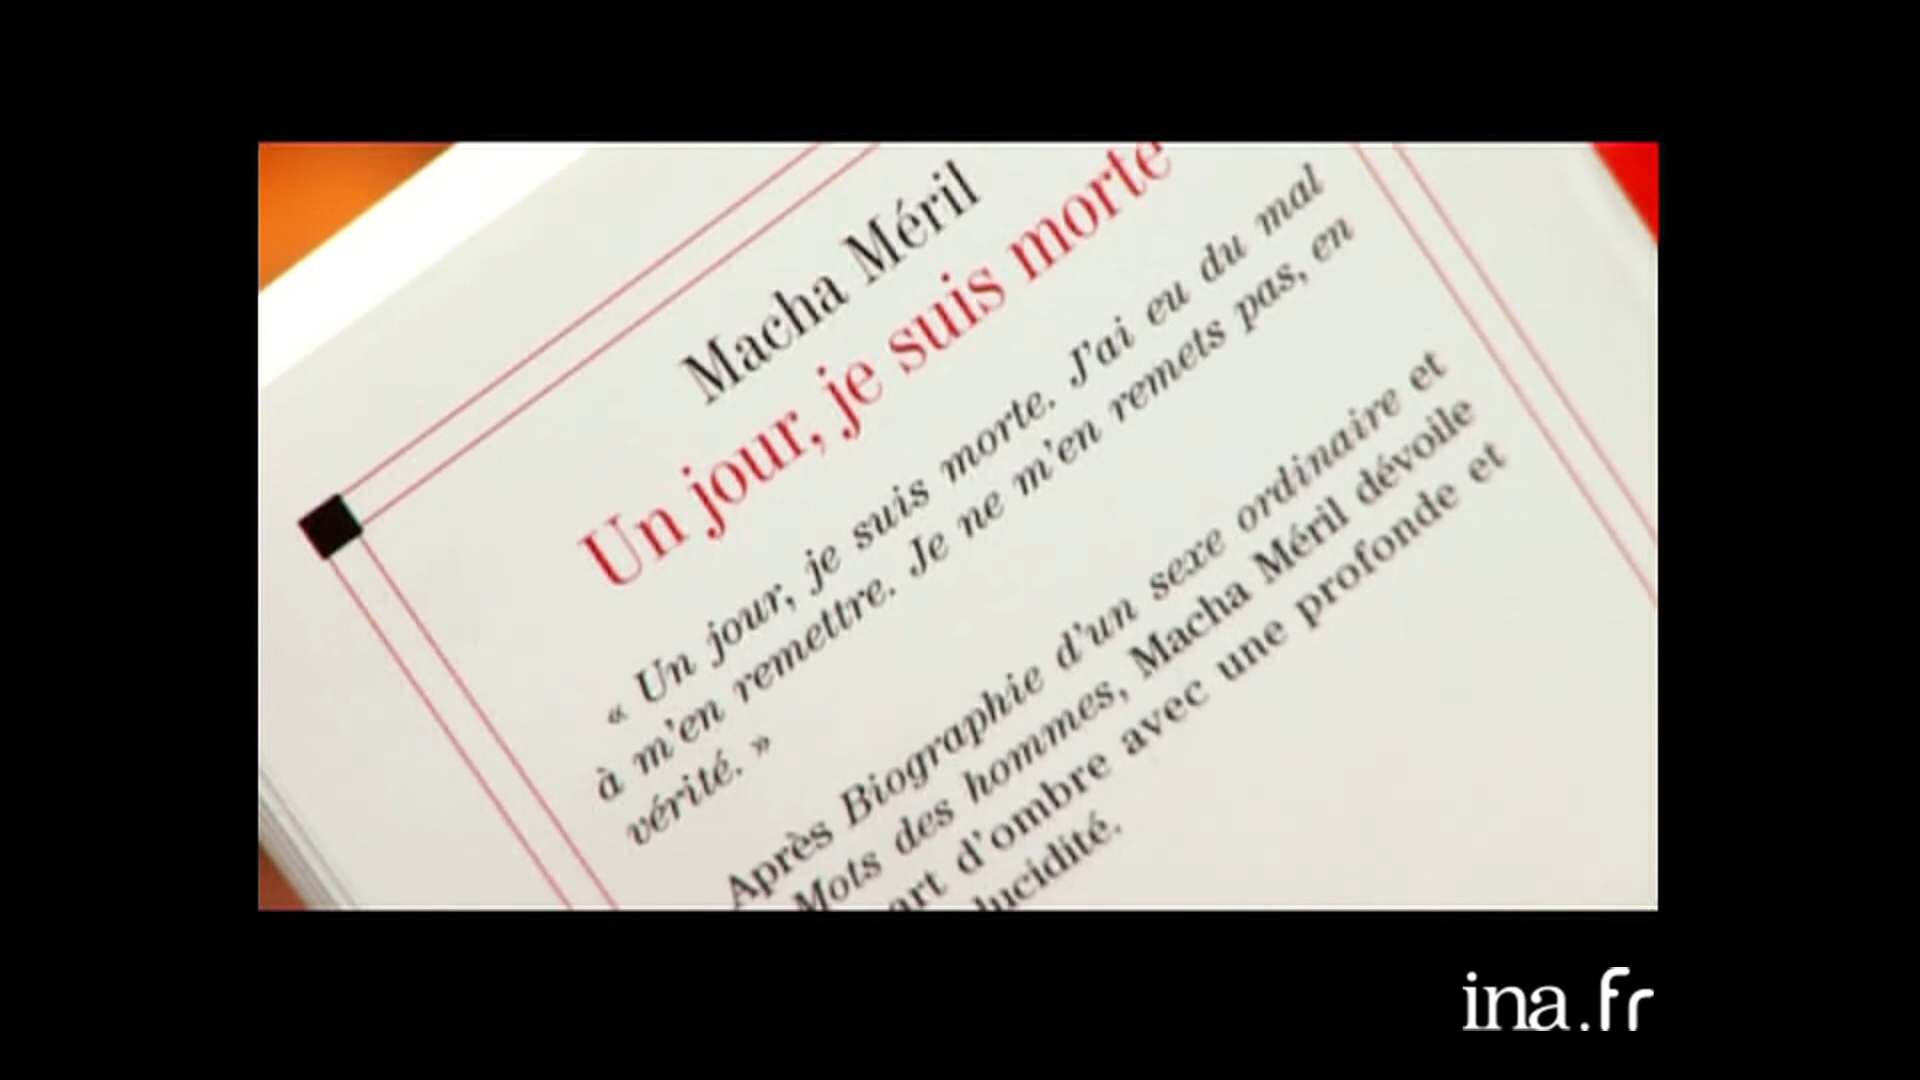 Macha Méril
Un jour, je suis morte
« Un jour, je suis morte. J'ai eu du mal
à m'en remettre. Je ne m'en remets pas, en
vérité. »
Après Biographie d'un sexe ordinaire et
Mots des hommes, Macha Méril dévoile
d'ombre avec une profonde et
lucidité.
ina.fr